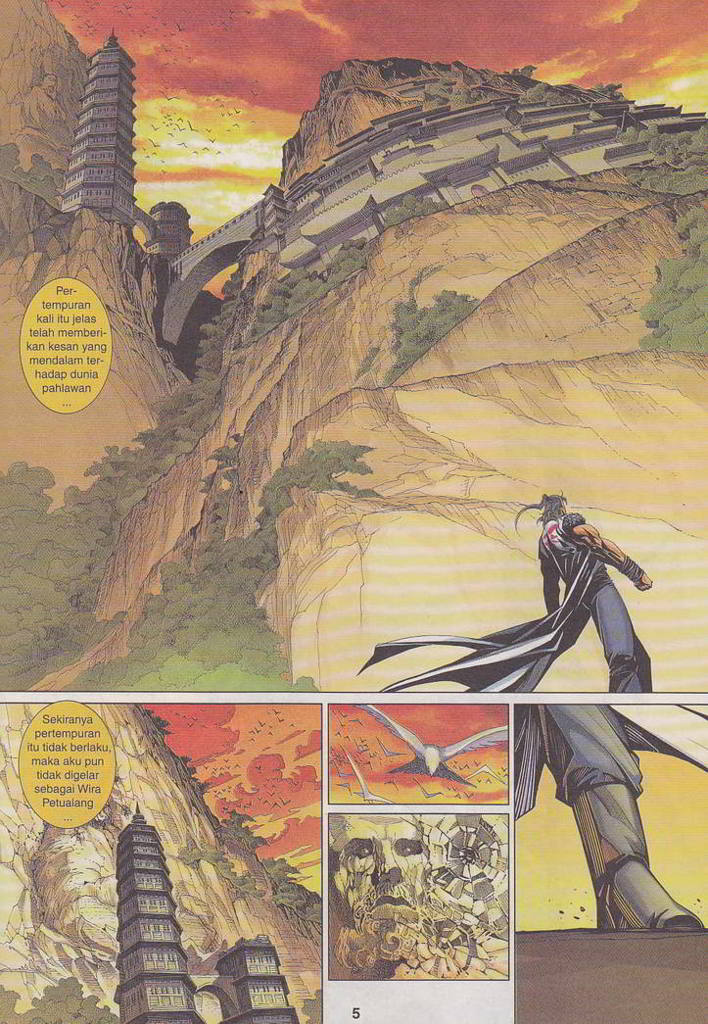 Per-
tempuran
kali itu jelas
telah memberi-
kan kesan yang
mendalam ter-
hadap dunia
pahlawan
...
Sekiranya
pertempuran
itu tidak berlaku,
maka aku pun
tidak digelar
sebagai Wira
Petualang
...
5